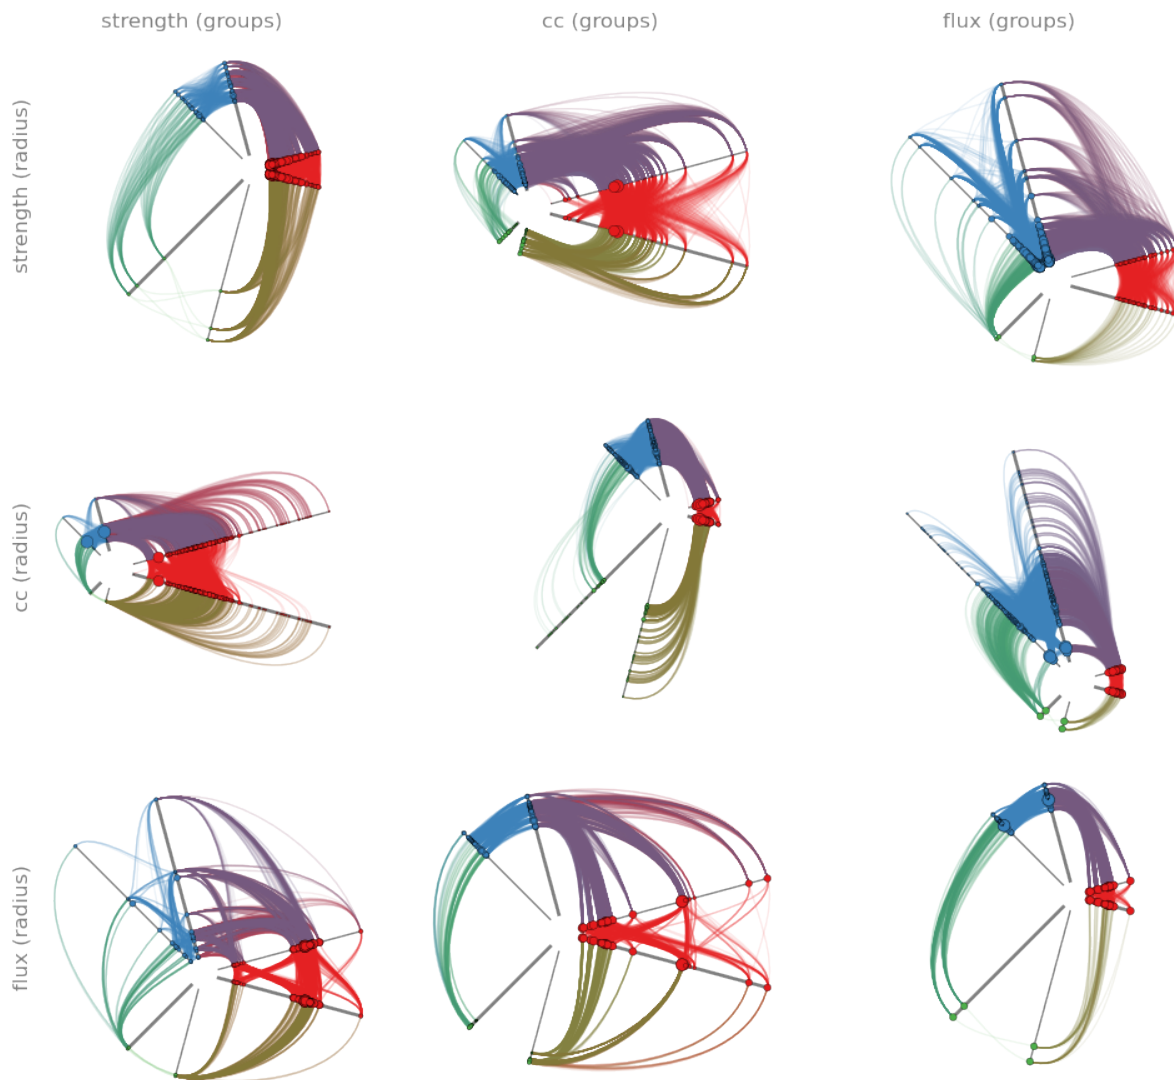 strength (groups)
cc (groups)
flux (groups)
strength (radius)
cc (radius)
flux (radius)